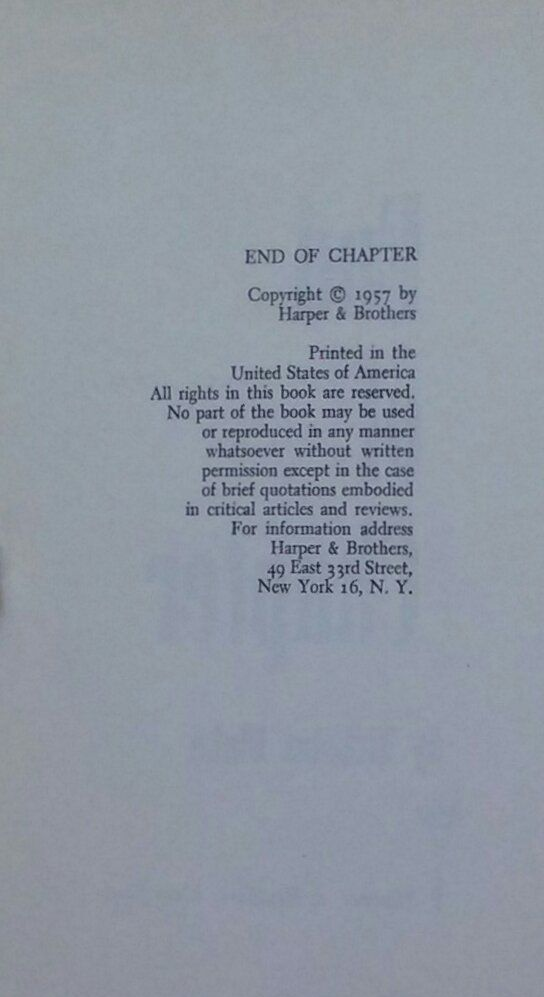 END OF CHAPTER
Copyright © 1957 by
Harper & Brothers
Printed in the
United States of America
All rights in this book are reserved.
No part of the book may be used
or reproduced in any manner
whatsoever without written
permission except in the case
of brief quotations embodied
in critical articles and reviews.
For information address
Harper & Brothers,
49 East 33rd Street,
New York 16, N. Y.